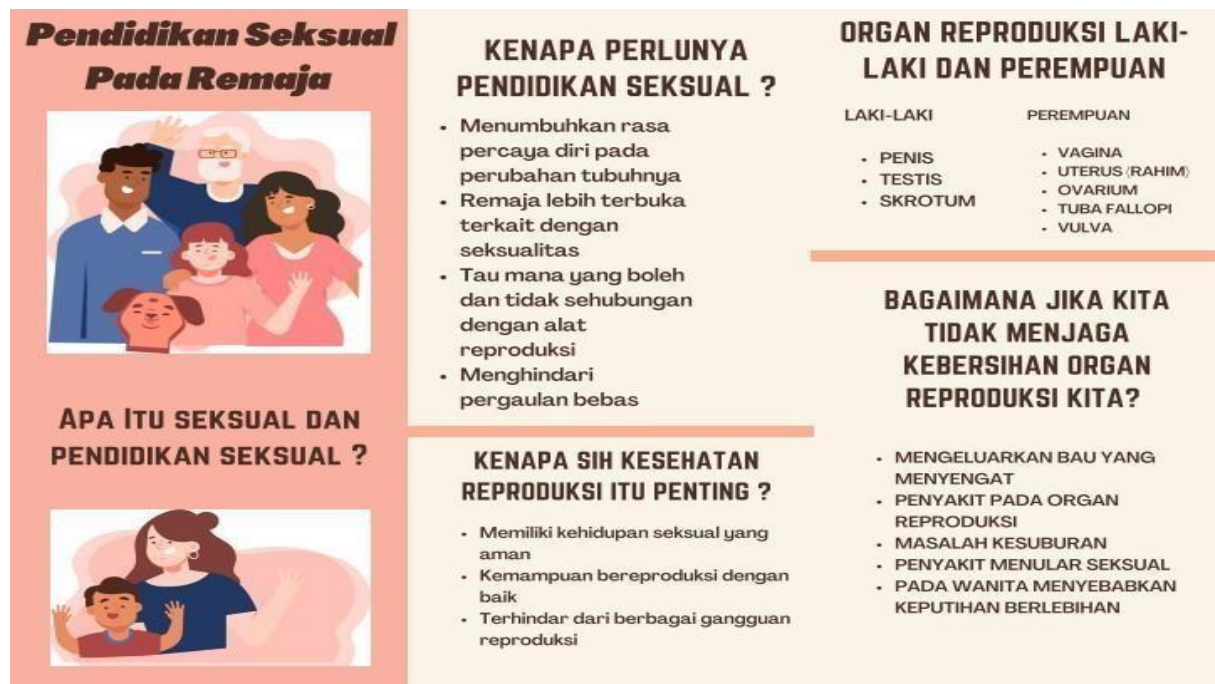 Pendidikan Seksual
Pada Remaja
APA ITU SEKSUAL DAN
PENDIDIKAN SEKSUAL ?
KENAPA PERLUNYA
PENDIDIKAN SEKSUAL ?
• Menumbuhkan rasa
percaya diri pada
perubahan tubuhnya
• Remaja lebih terbuka
terkait dengan
seksualitas
• Tau mana yang boleh
dan tidak sehubungan
dengan alat
reproduksi
• Menghindari
pergaulan bebas
KENAPA SIH KESEHATAN
REPRODUKSI ITU PENTING ?
• Memiliki kehidupan seksual yang
aman
• Kemampuan bereproduksi dengan
baik
• Terhindar dari berbagai gangguan
reproduksi
ORGAN REPRODUKSI LAKI-
LAKI DAN PEREMPUAN
LAKI-LAKI
• PENIS
• TESTIS
• SKROTUM
PEREMPUAN
• VAGINA
• UTERUS (RAHIM)
• OVARIUM
• TUBA FALLOPI
• VULVA
BAGAIMANA JIKA KITA
TIDAK MENJAGA
KEBERSIHAN ORGAN
REPRODUKSI KITA?
• MENGELUARKAN BAU YANG
MENYENGAT
• PENYAKIT PADA ORGAN
REPRODUKSI
• MASALAH KESUBURAN
• PENYAKIT MENULAR SEKSUAL
• PADA WANITA MENYEBABKAN
KEPUTIHAN BERLEBIHAN